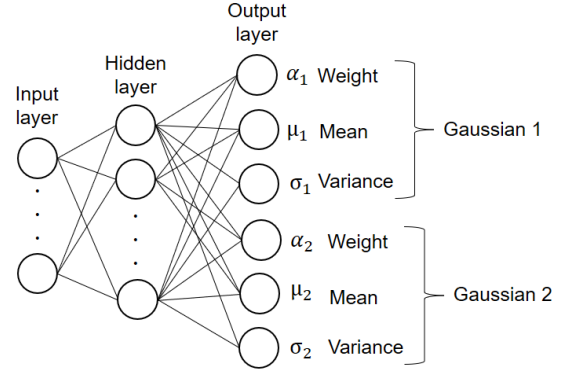 Output
layer
Hidden
layer
Input
layer
α₁ Weight
μ₁ Mean
σ₁ Variance
Gaussian 1
α₂ Weight
μ₂ Mean
σ₂ Variance
Gaussian 2